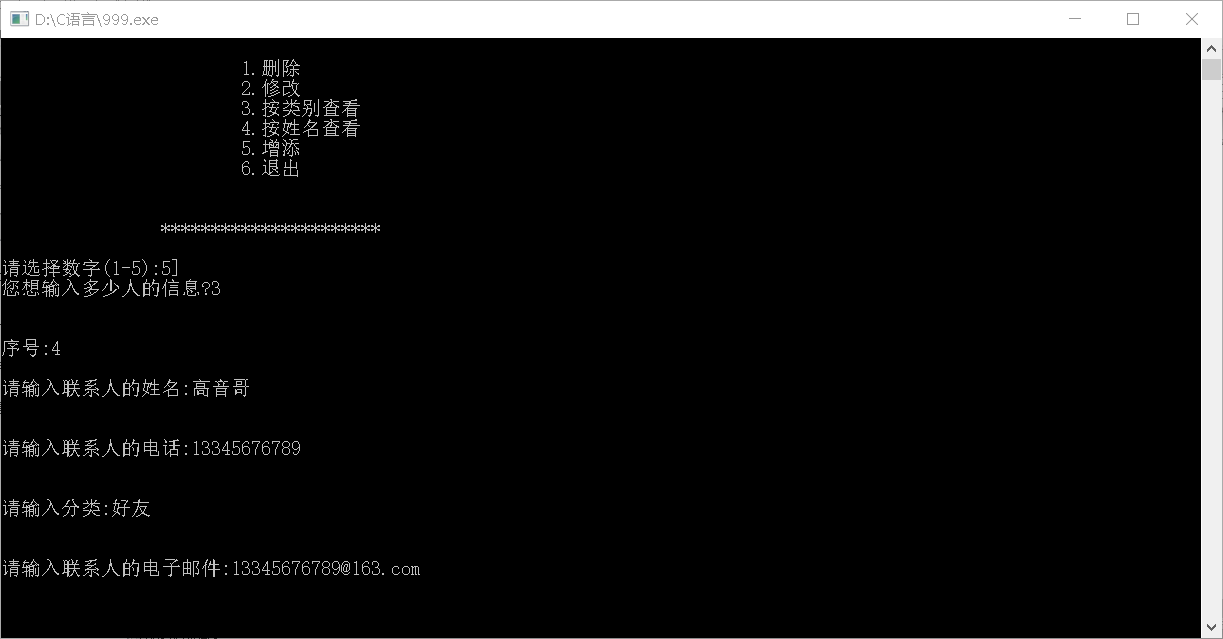 D:\C语言\999.exe
1.删除
2.修改
3.按类别查看
4.按姓名查看
5.增添
6.退出
**********************
请选择数字(1-5):5]
您想输入多少人的信息?3
序号:4
请输入联系人的姓名:高音哥
请输入联系人的电话:13345676789
请输入分类:好友
请输入联系人的电子邮件:13345676789@163.com